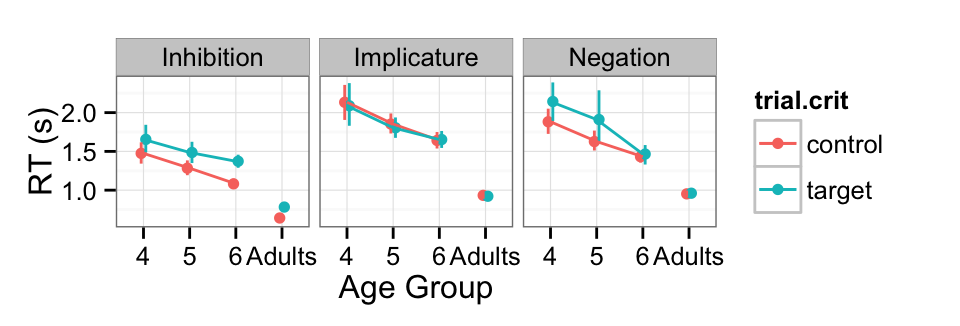 Inhibition Implicature Negation
RT (s)
2.0
1.5
1.0
4 5 6 Adults 4 5 6 Adults 4 5 6 Adults
Age Group
trial.crit
control
target